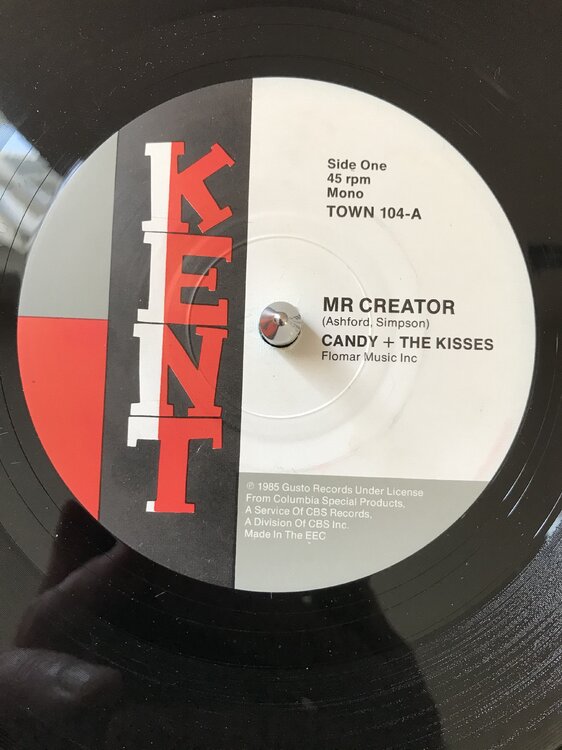 KENT
Side One
45 rpm
Mono
TOWN 104-A
MR CREATOR
(Ashford, Simpson)
CANDY + THE KISSES
Flomar Music Inc
℗ 1985 Gusto Records Under License
From Columbia Special Products,
A Service Of CBS Records,
A Division Of CBS Inc.
Made In The EEC